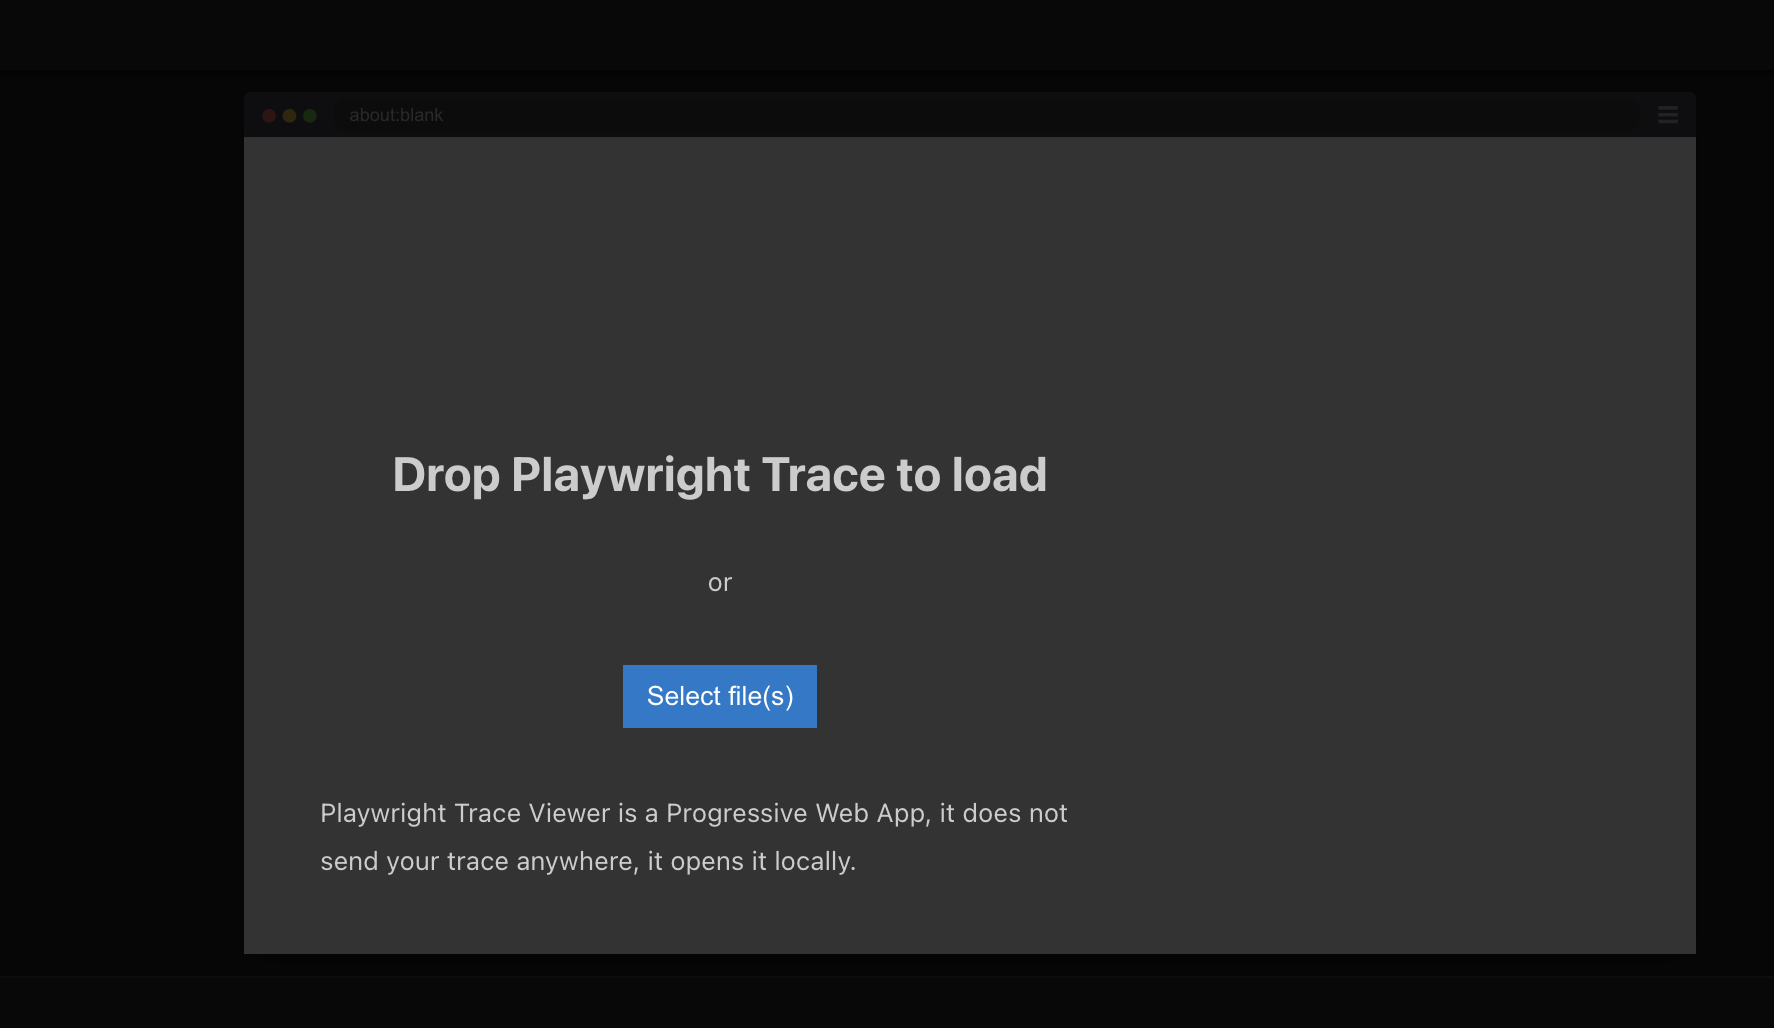 about:blank
Drop Playwright Trace to load
or
Select file(s)
Playwright Trace Viewer is a Progressive Web App, it does not
send your trace anywhere, it opens it locally.